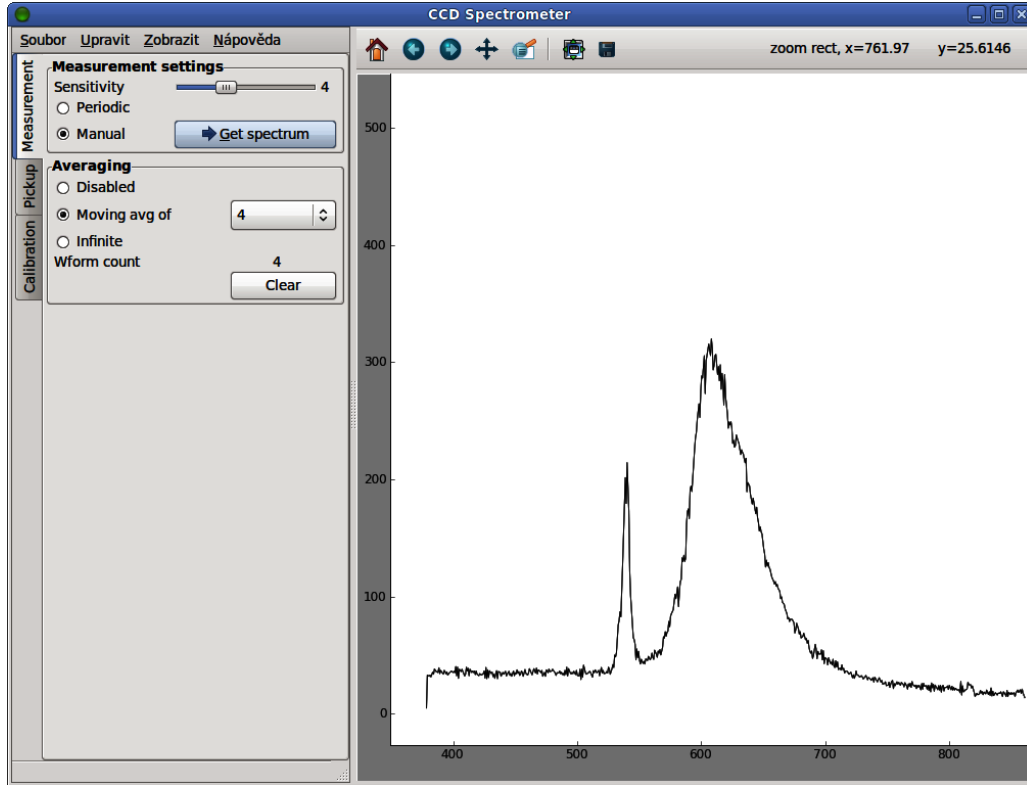 CCD Spectrometer
Soubor Upravit Zobrazit Nápověda
zoom rect, x=761.97 y=25.6146
Measurement
Pickup
Calibration
Measurement settings
Sensitivity 4
Periodic
Manual Get spectrum
Averaging
Disabled
Moving avg of 4
Infinite
Wform count 4
Clear
500
400
300
200
100
0
400 500 600 700 800